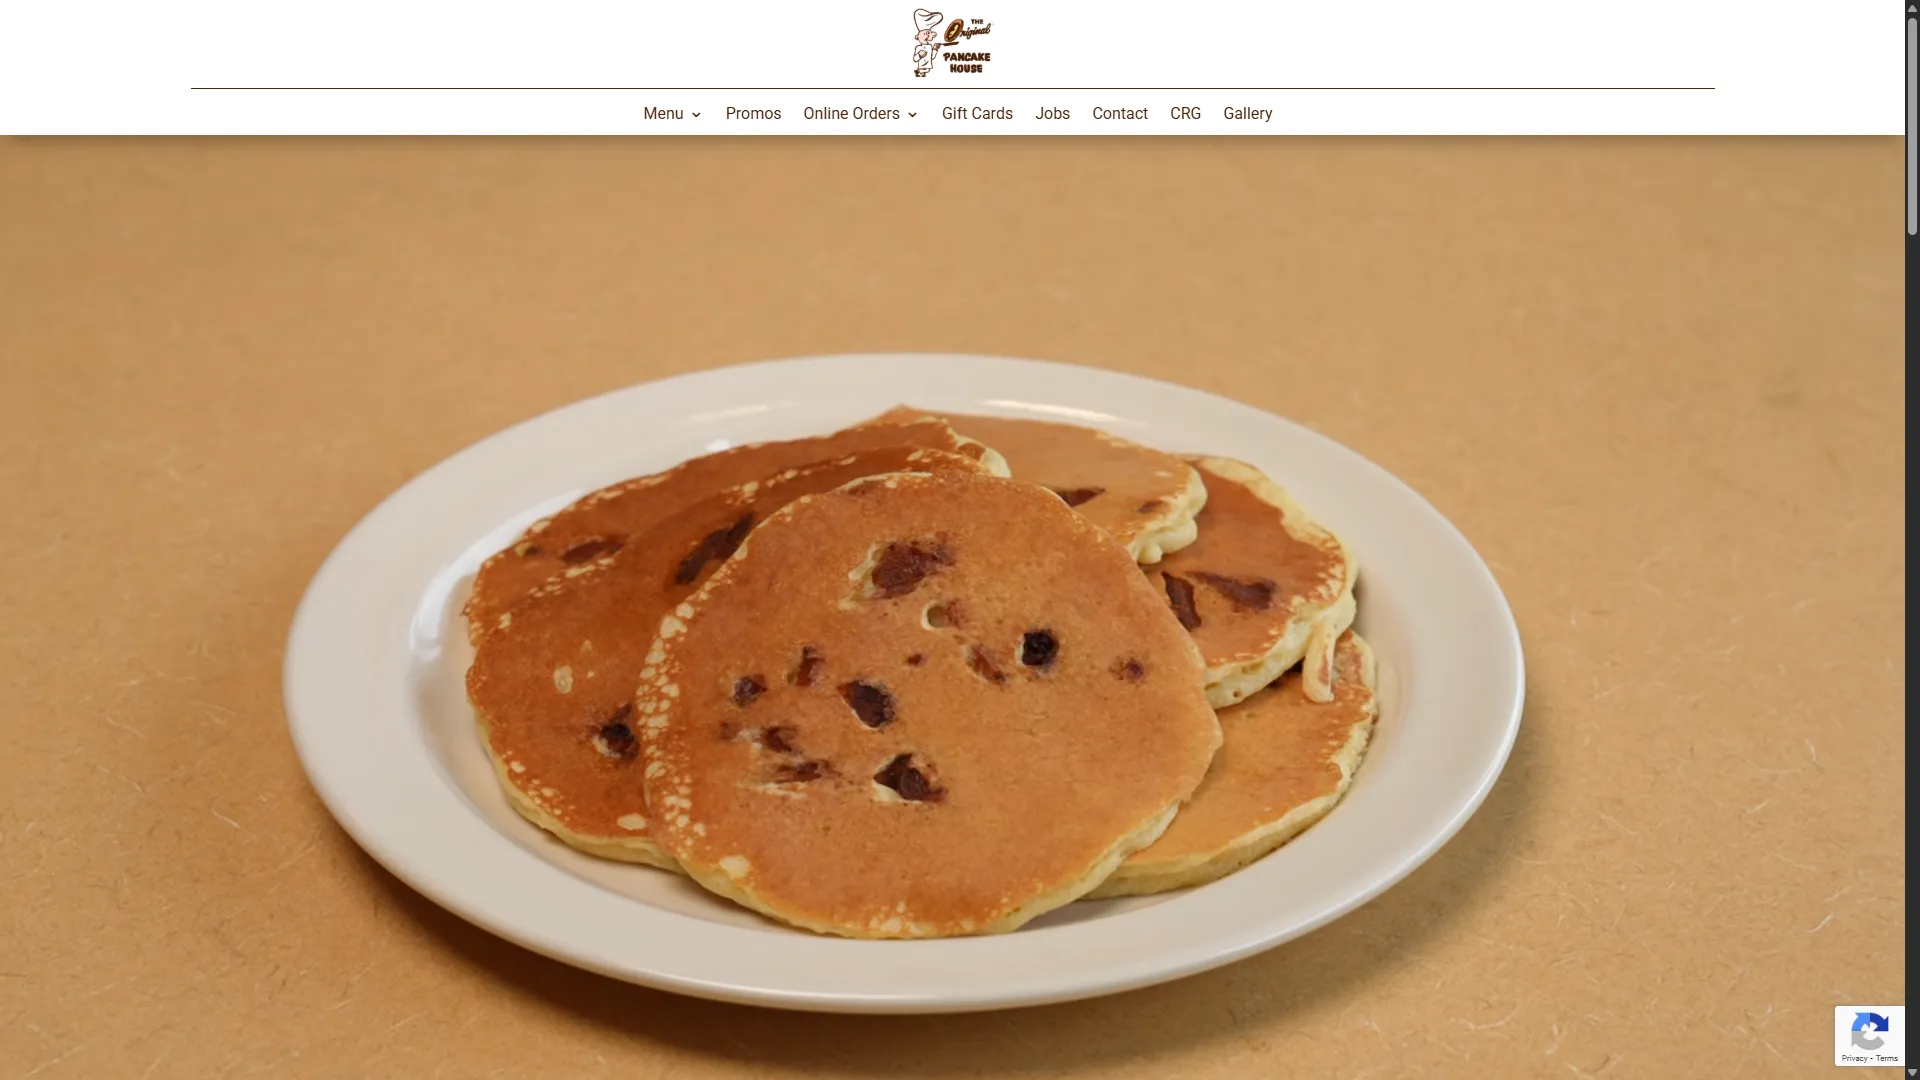 THE
Original
PANCAKE
HOUSE
Menu Promos Online Orders Gift Cards Jobs Contact CRG Gallery
Privacy - Terms